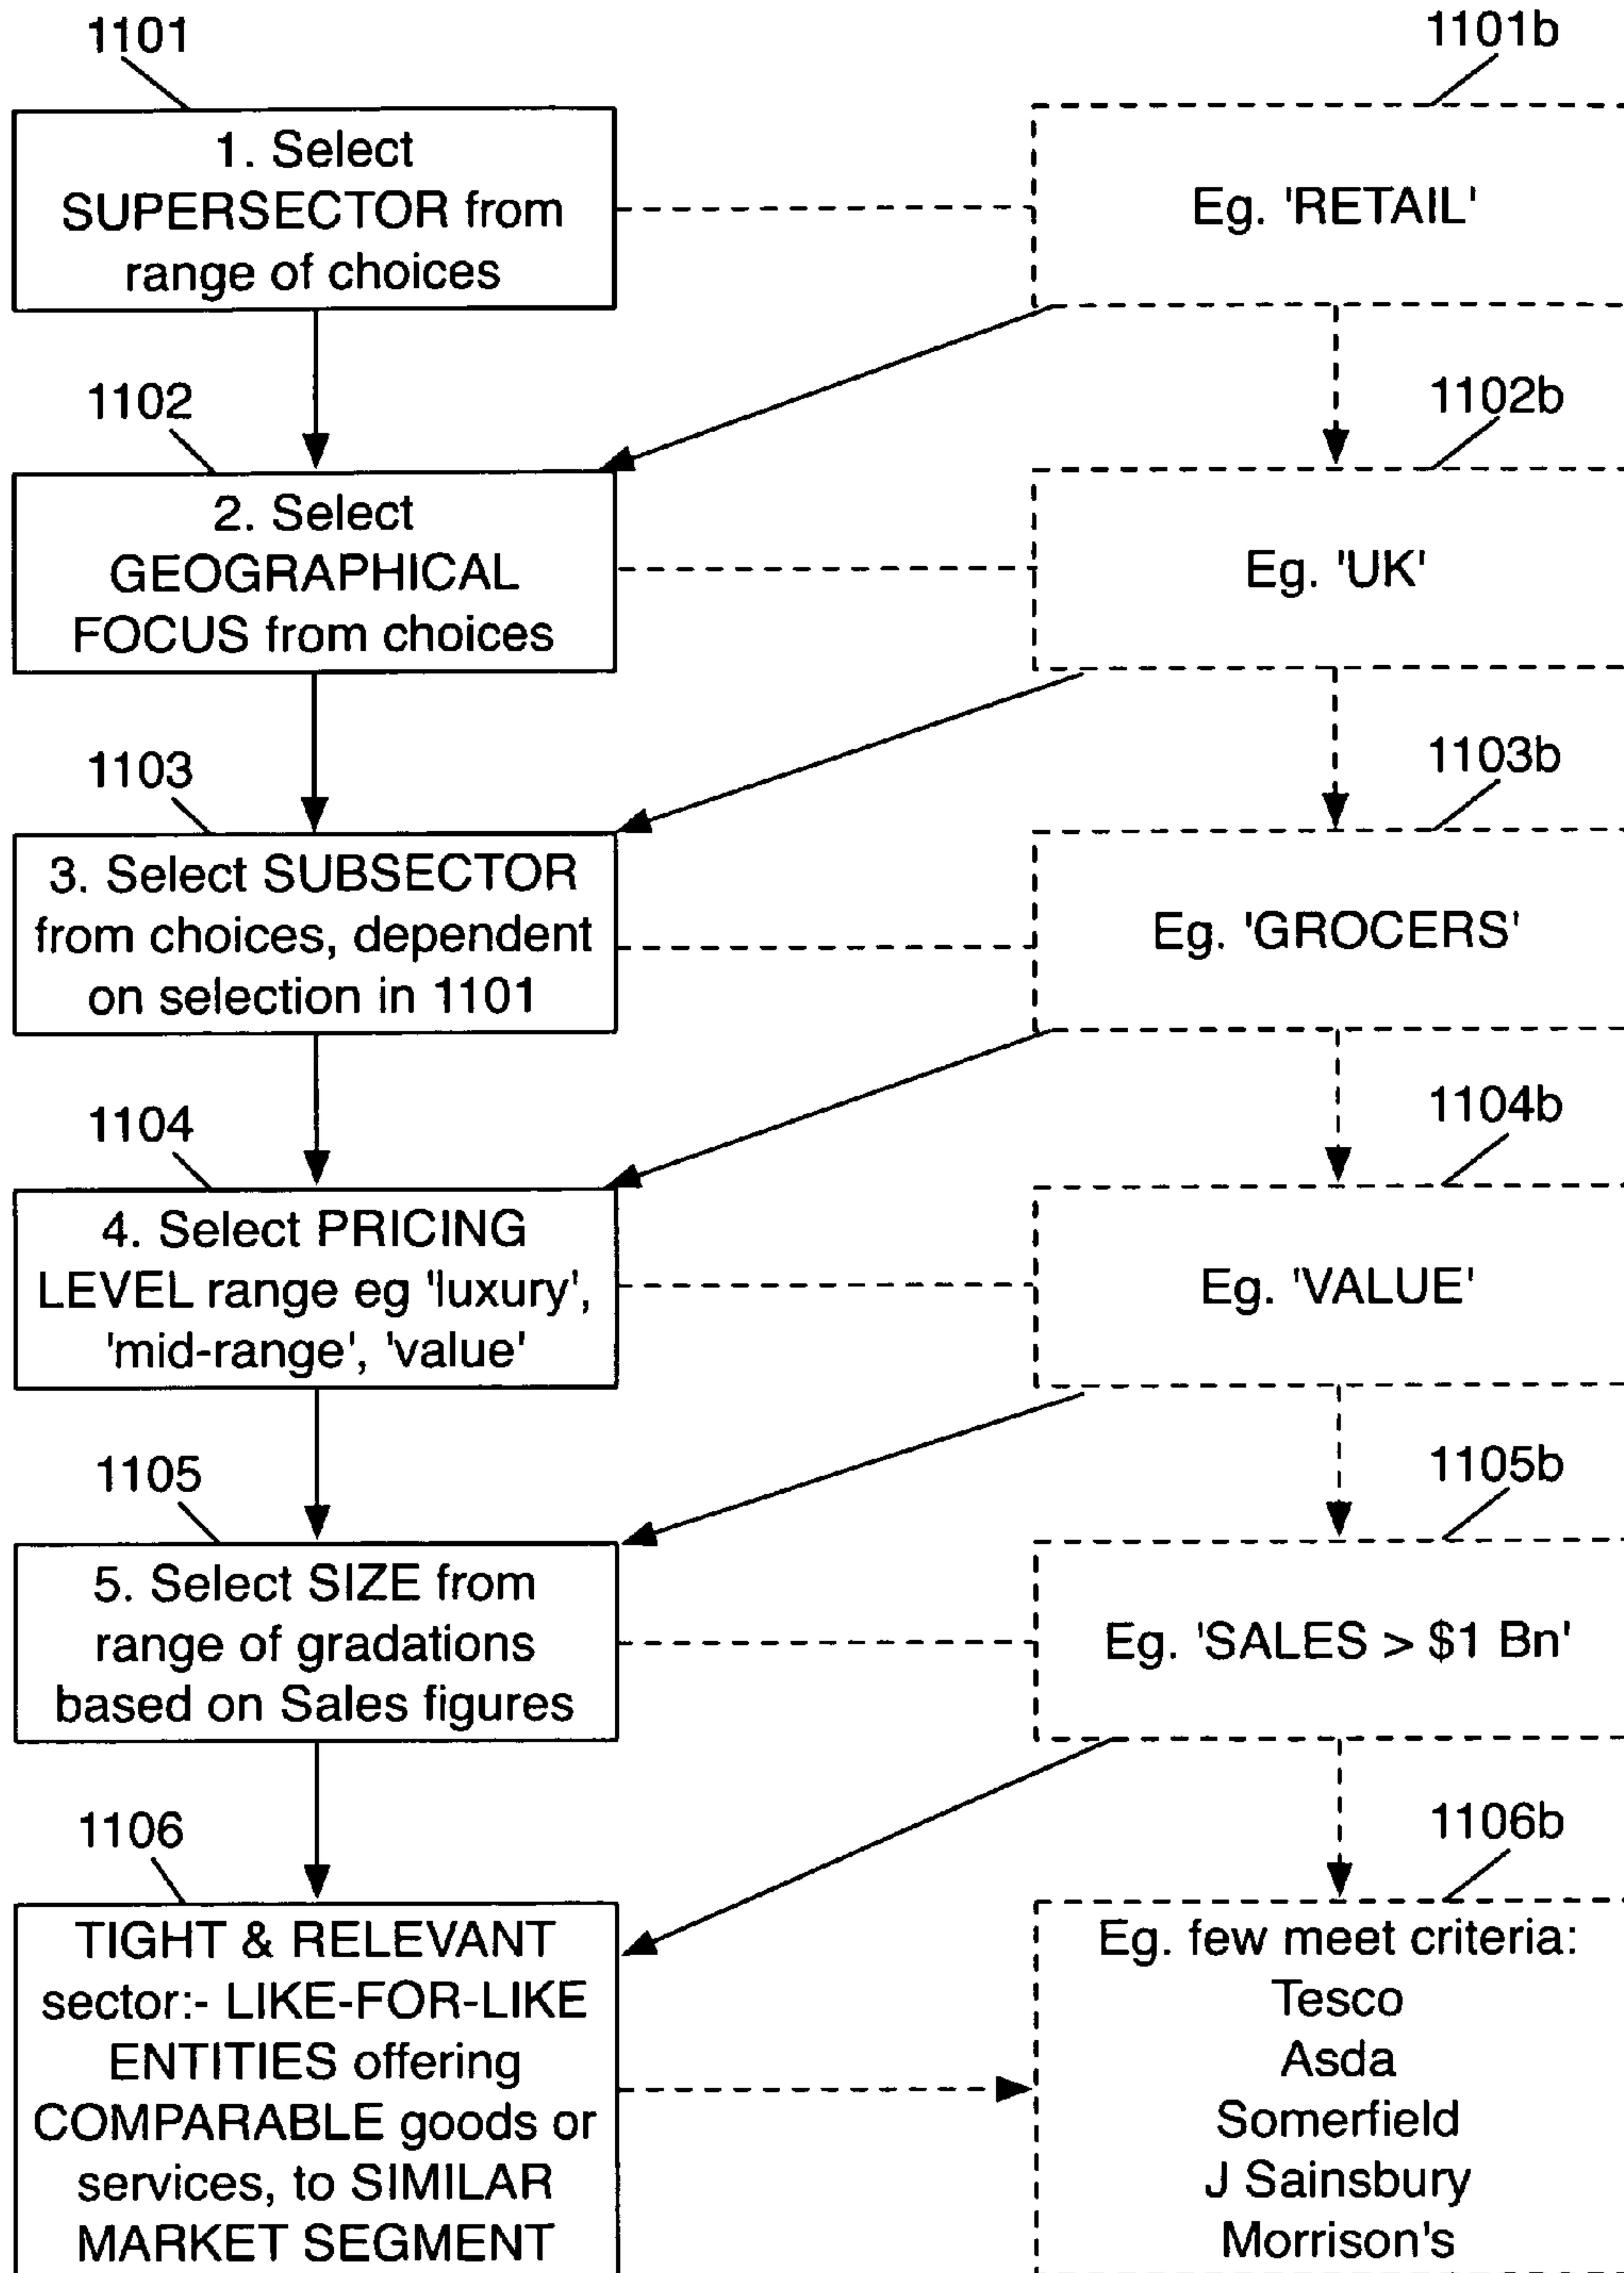 1101
1101b
1. Select
SUPERSECTOR from
range of choices
Eg. 'RETAIL'
1102
1102b
2. Select
GEOGRAPHICAL
FOCUS from choices
Eg. 'UK'
1103
1103b
3. Select SUBSECTOR
from choices, dependent
on selection in 1101
Eg. 'GROCERS'
1104
1104b
4. Select PRICING
LEVEL range eg 'luxury',
'mid-range', 'value'
Eg. 'VALUE'
1105
1105b
5. Select SIZE from
range of gradations
based on Sales figures
Eg. 'SALES > $1 Bn'
1106
1106b
TIGHT & RELEVANT
sector:- LIKE-FOR-LIKE
ENTITIES offering
COMPARABLE goods or
services, to SIMILAR
MARKET SEGMENT
Eg. few meet criteria:
Tesco
Asda
Somerfield
J Sainsbury
Morrison's